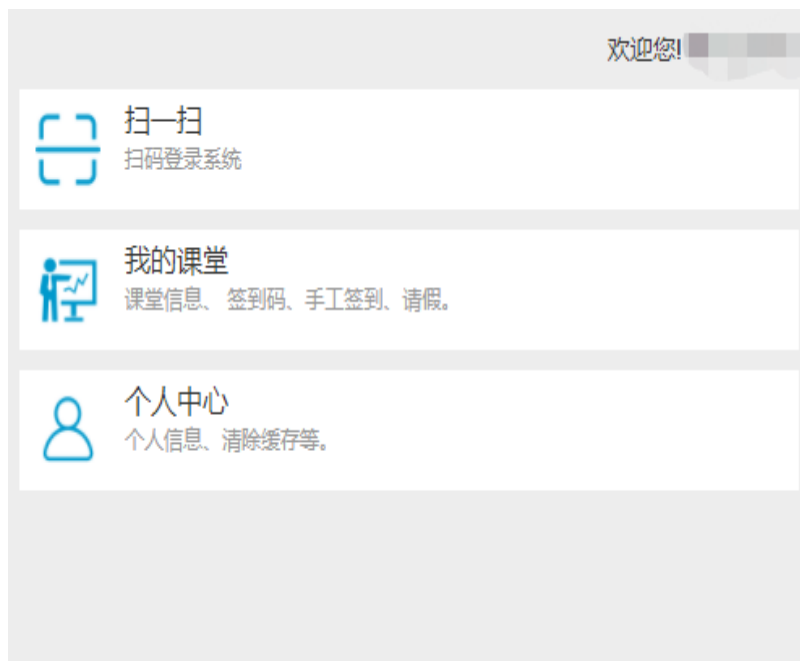 欢迎您!
扫一扫
扫码登录系统
我的课堂
课堂信息、 签到码、手工签到、请假。
个人中心
个人信息、清除缓存等。